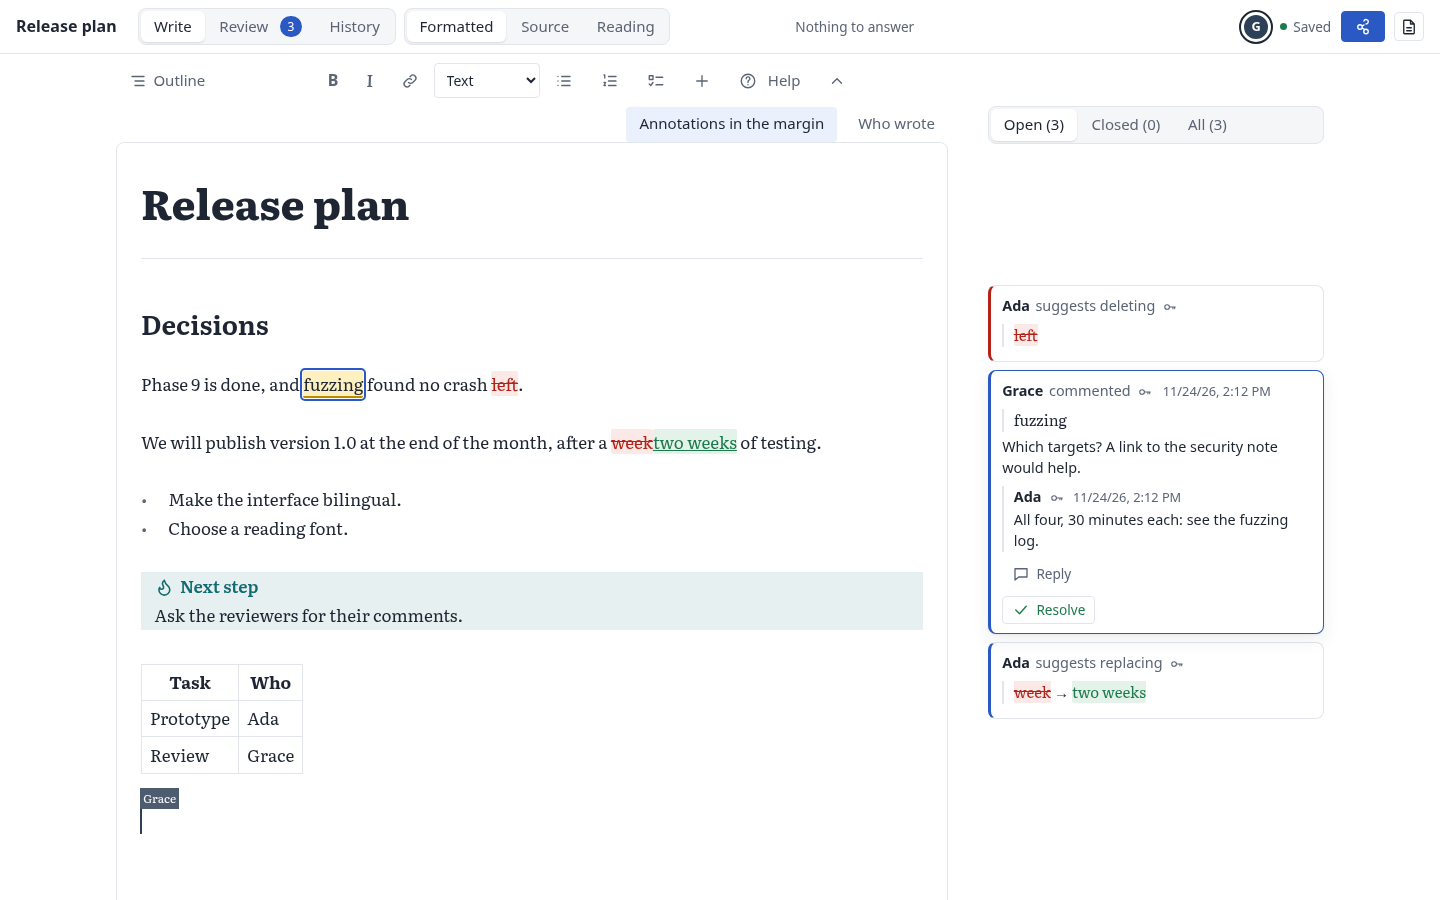 Release plan
Write
Review 3
History
Formatted
Source
Reading
Nothing to answer
G
Saved
Outline
B
I
Text
Help
Annotations in the margin
Who wrote
Open (3)
Closed (0)
All (3)
Release plan
Decisions
Phase 9 is done, and fuzzing found no crash left.
We will publish version 1.0 at the end of the month, after a weektwo weeks of testing.
• Make the interface bilingual.
• Choose a reading font.
Next step
Ask the reviewers for their comments.
Task Who
Prototype Ada
Review Grace
Grace
Ada suggests deleting
left
Grace commented 11/24/26, 2:12 PM
fuzzing
Which targets? A link to the security note
would help.
Ada 11/24/26, 2:12 PM
All four, 30 minutes each: see the fuzzing
log.
Reply
Resolve
Ada suggests replacing
week → two weeks